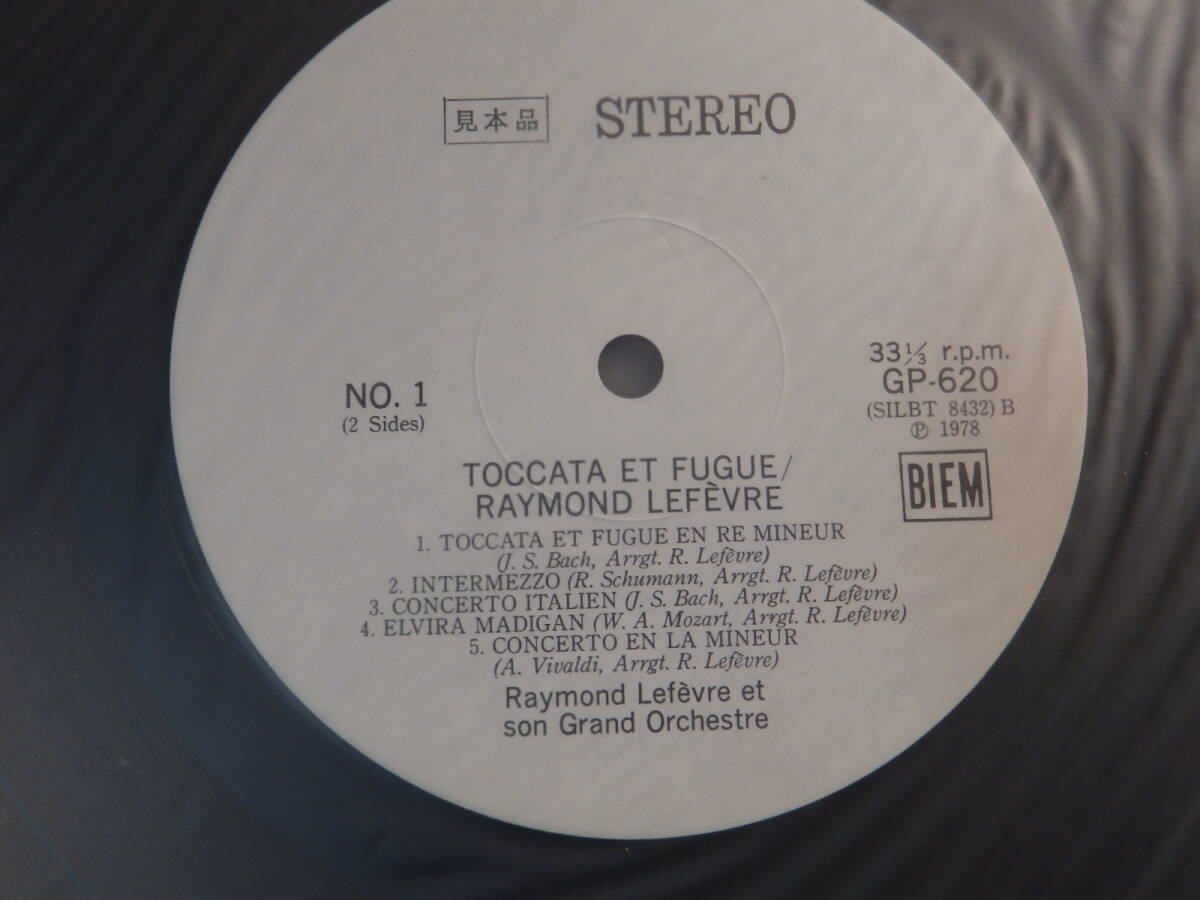 見本品 STEREO
NO. 1
(2 Sides)
33⅓ r.p.m.
GP-620
(SILBT 8432) B
℗ 1978
BIEM
TOCCATA ET FUGUE/
RAYMOND LEFÈVRE
1. TOCCATA ET FUGUE EN RE MINEUR
(J. S. Bach, Arrgt. R. Lefèvre)
2. INTERMEZZO (R. Schumann, Arrgt. R. Lefèvre)
3. CONCERTO ITALIEN (J. S. Bach, Arrgt. R. Lefèvre)
4. ELVIRA MADIGAN (W. A. Mozart, Arrgt. R. Lefèvre)
5. CONCERTO EN LA MINEUR
(A. Vivaldi, Arrgt. R. Lefèvre)
Raymond Lefèvre et
son Grand Orchestre